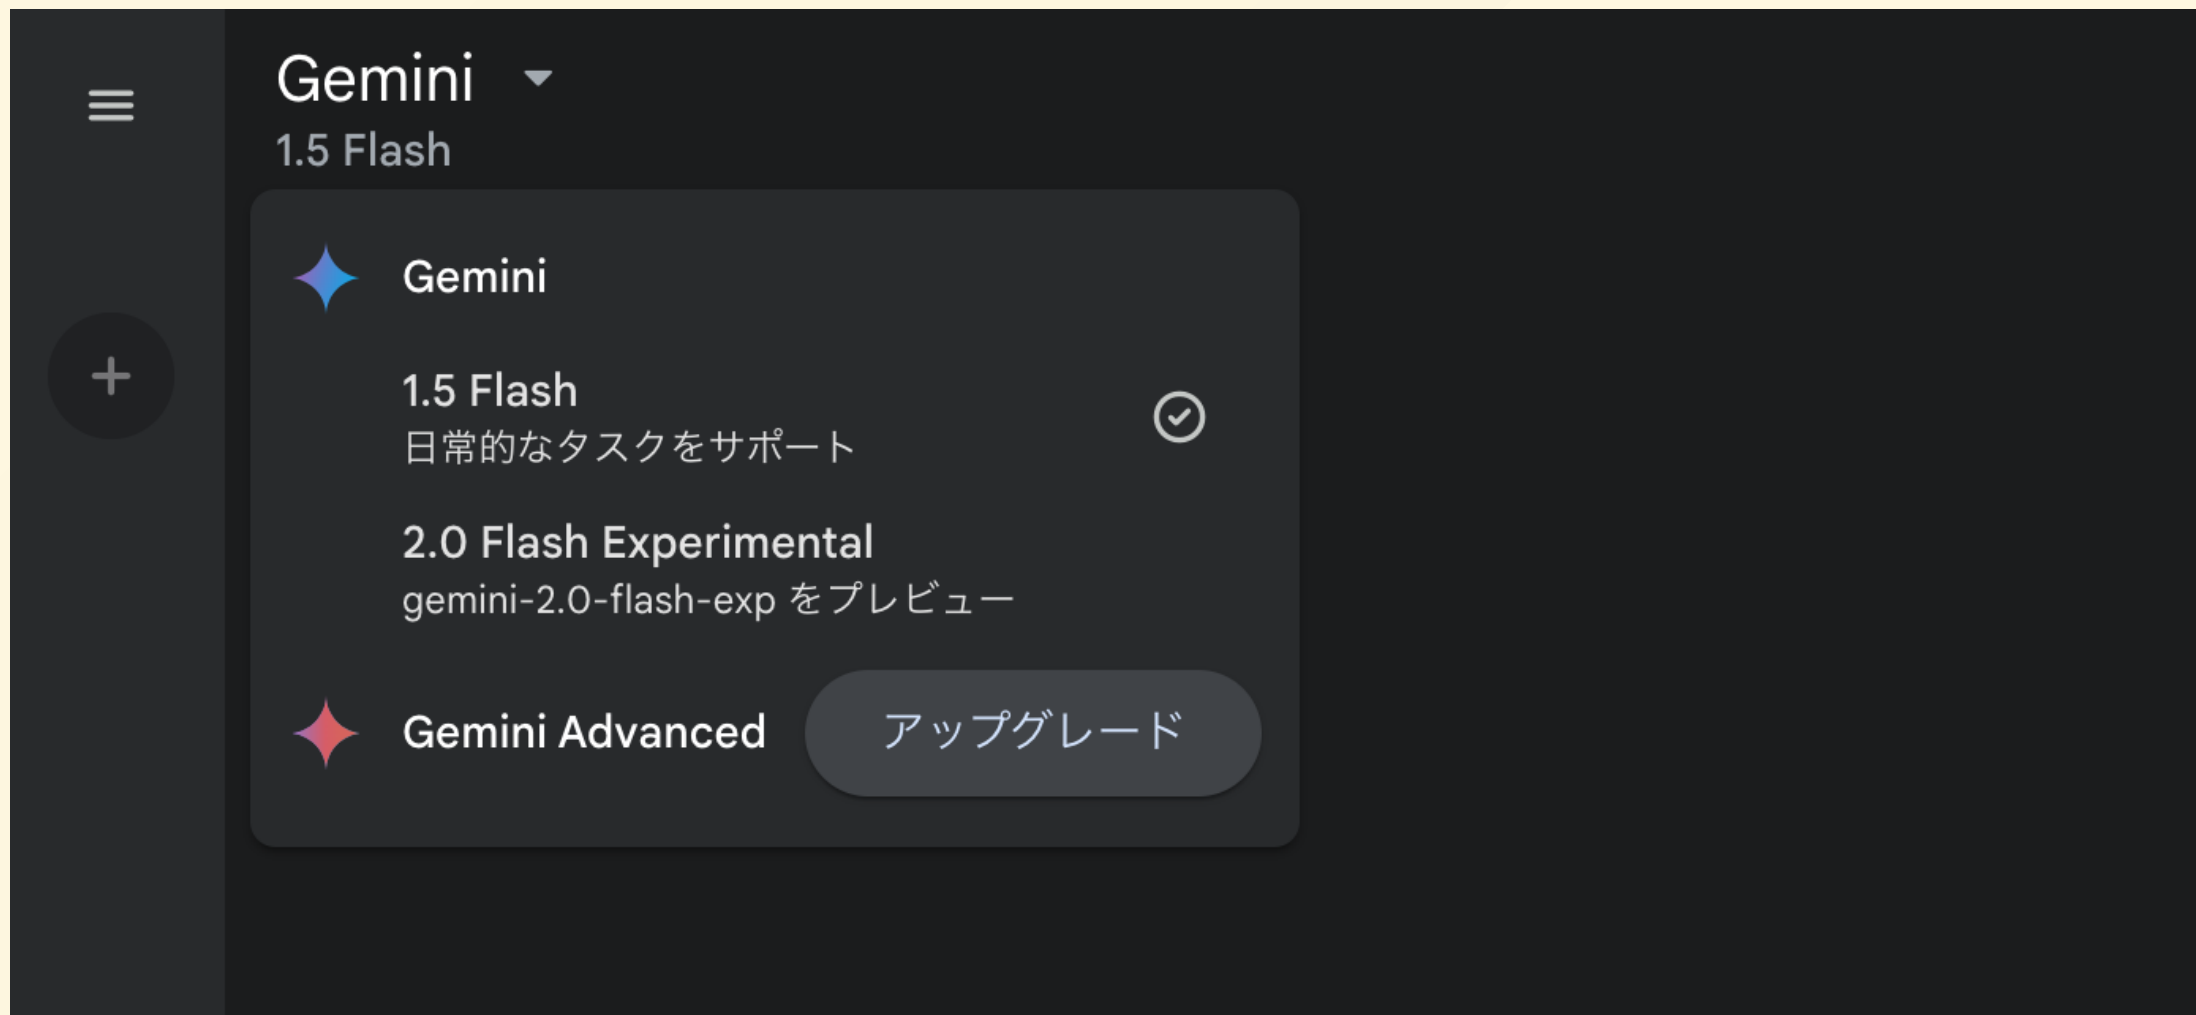 Gemini
1.5 Flash
Gemini
1.5 Flash
日常的なタスクをサポート
2.0 Flash Experimental
gemini-2.0-flash-exp をプレビュー
Gemini Advanced
アップグレード